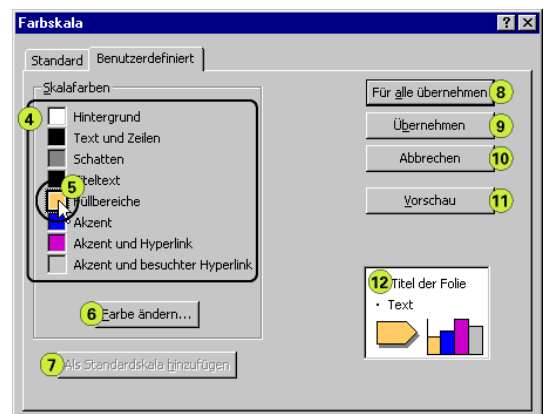 Farbskala
Standard
Benutzerdefiniert
Skalafarben
4
Hintergrund
Text und Zeilen
Schatten
Titeltext
5
Füllbereiche
Akzent
Akzent und Hyperlink
Akzent und besuchter Hyperlink
6 Farbe ändern...
7 Als Standardskala hinzufügen
Für alle übernehmen 8
Übernehmen 9
Abbrechen 10
Vorschau 11
12 Titel der Folie
· Text